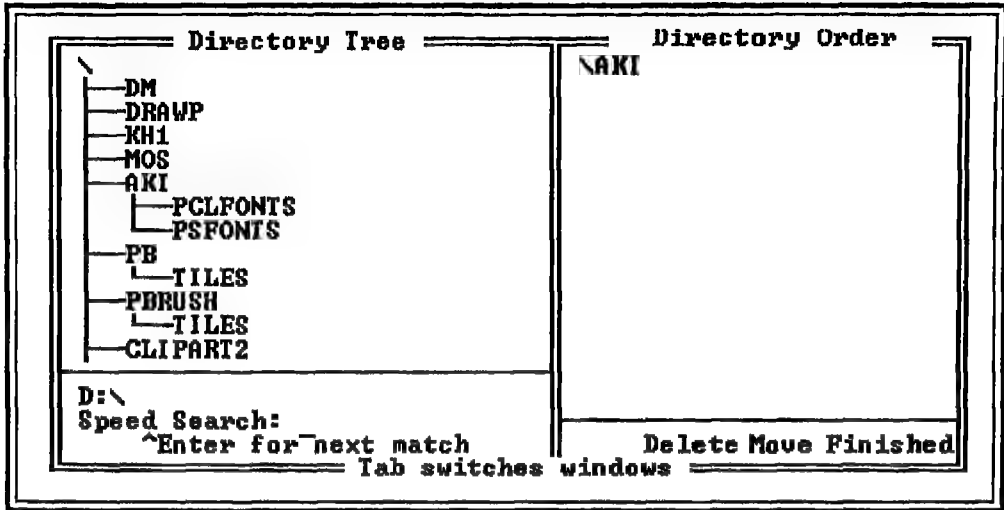 Directory Tree
\
DM
DRAWP
KH1
MOS
AKI
PCLFONTS
PSFONTS
PB
TILES
PBRUSH
TILES
CLIPART2
D:\
Speed Search:
^Enter for next match
Directory Order
\AKI
Delete Move Finished
Tab switches windows